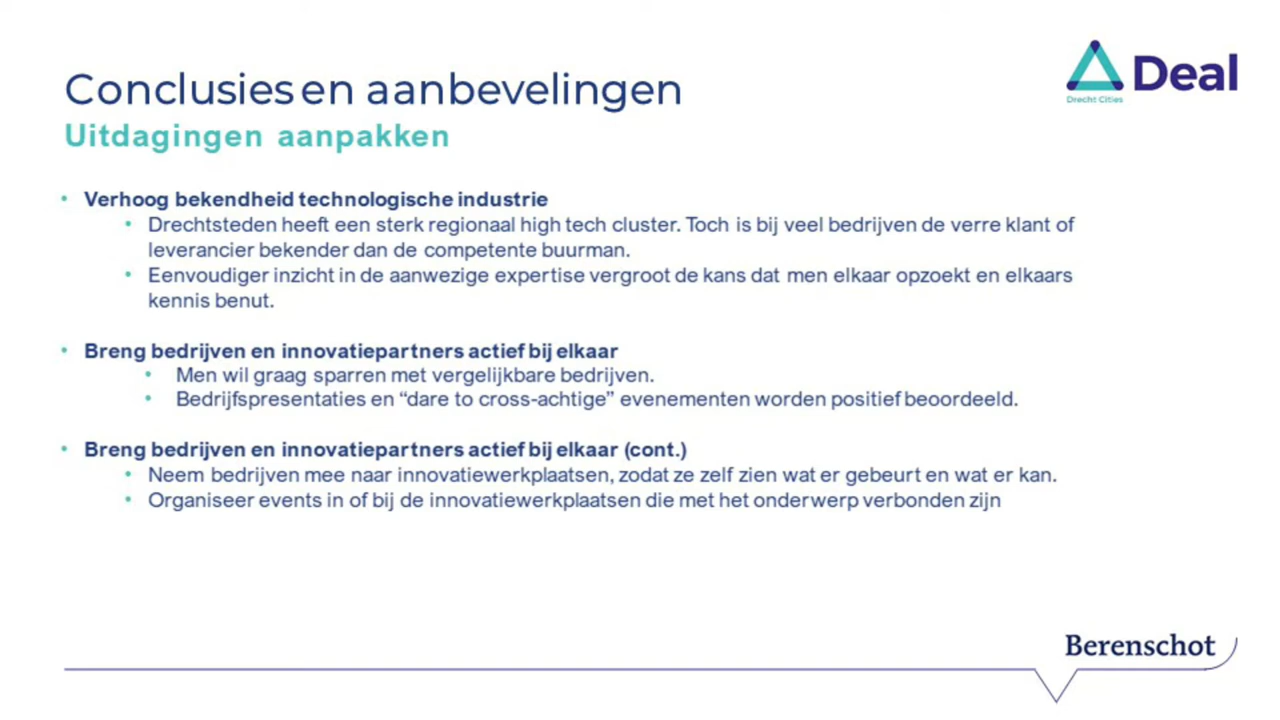 Conclusies en aanbevelingen
Deal
Drecht Cities
Uitdagingen aanpakken
• Verhoog bekendheid technologische industrie
• Drechtsteden heeft een sterk regionaal high tech cluster. Toch is bij veel bedrijven de verre klant of
leverancier bekender dan de competente buurman.
• Eenvoudiger inzicht in de aanwezige expertise vergroot de kans dat men elkaar opzoekt en elkaars
kennis benut.
• Breng bedrijven en innovatiepartners actief bij elkaar
• Men wil graag sparren met vergelijkbare bedrijven.
• Bedrijfspresentaties en “dare to cross-achtige” evenementen worden positief beoordeeld.
• Breng bedrijven en innovatiepartners actief bij elkaar (cont.)
• Neem bedrijven mee naar innovatiewerkplaatsen, zodat ze zelf zien wat er gebeurt en wat er kan.
• Organiseer events in of bij de innovatiewerkplaatsen die met het onderwerp verbonden zijn
Berenschot